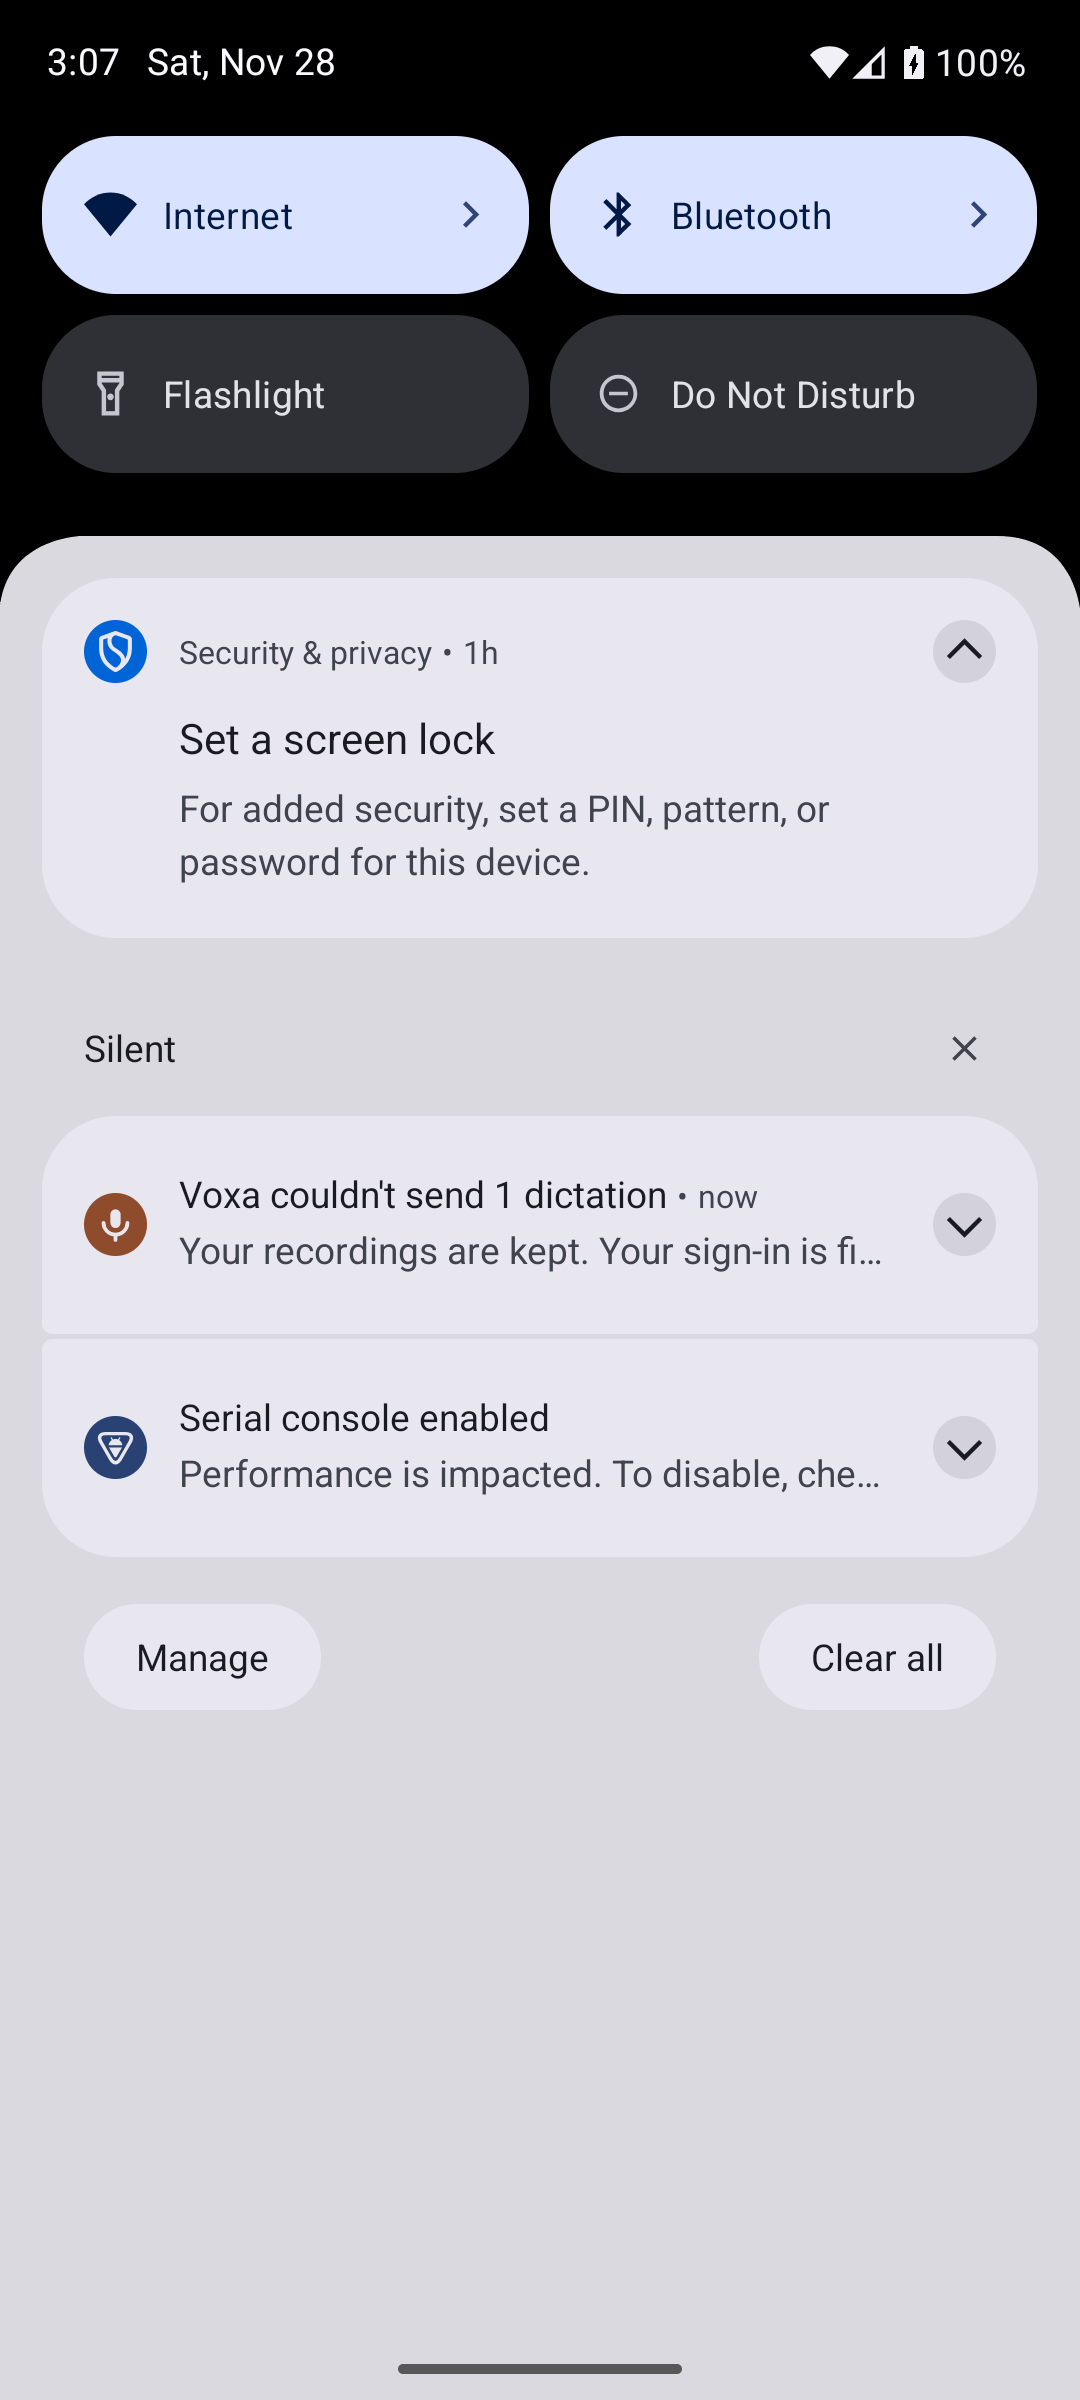 3:07 Sat, Nov 28 100%
Internet
Bluetooth
Flashlight
Do Not Disturb
Security & privacy • 1h
Set a screen lock
For added security, set a PIN, pattern, or
password for this device.
Silent
Voxa couldn't send 1 dictation • now
Your recordings are kept. Your sign-in is fi…
Serial console enabled
Performance is impacted. To disable, che…
Manage
Clear all